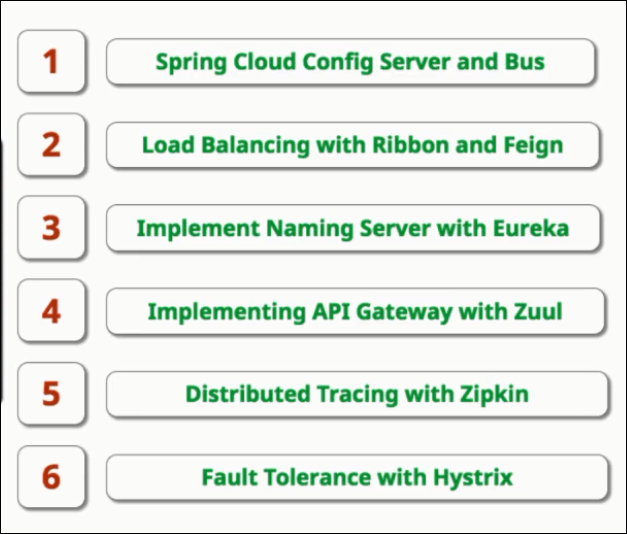 1
Spring Cloud Config Server and Bus
2
Load Balancing with Ribbon and Feign
3
Implement Naming Server with Eureka
4
Implementing API Gateway with Zuul
5
Distributed Tracing with Zipkin
6
Fault Tolerance with Hystrix